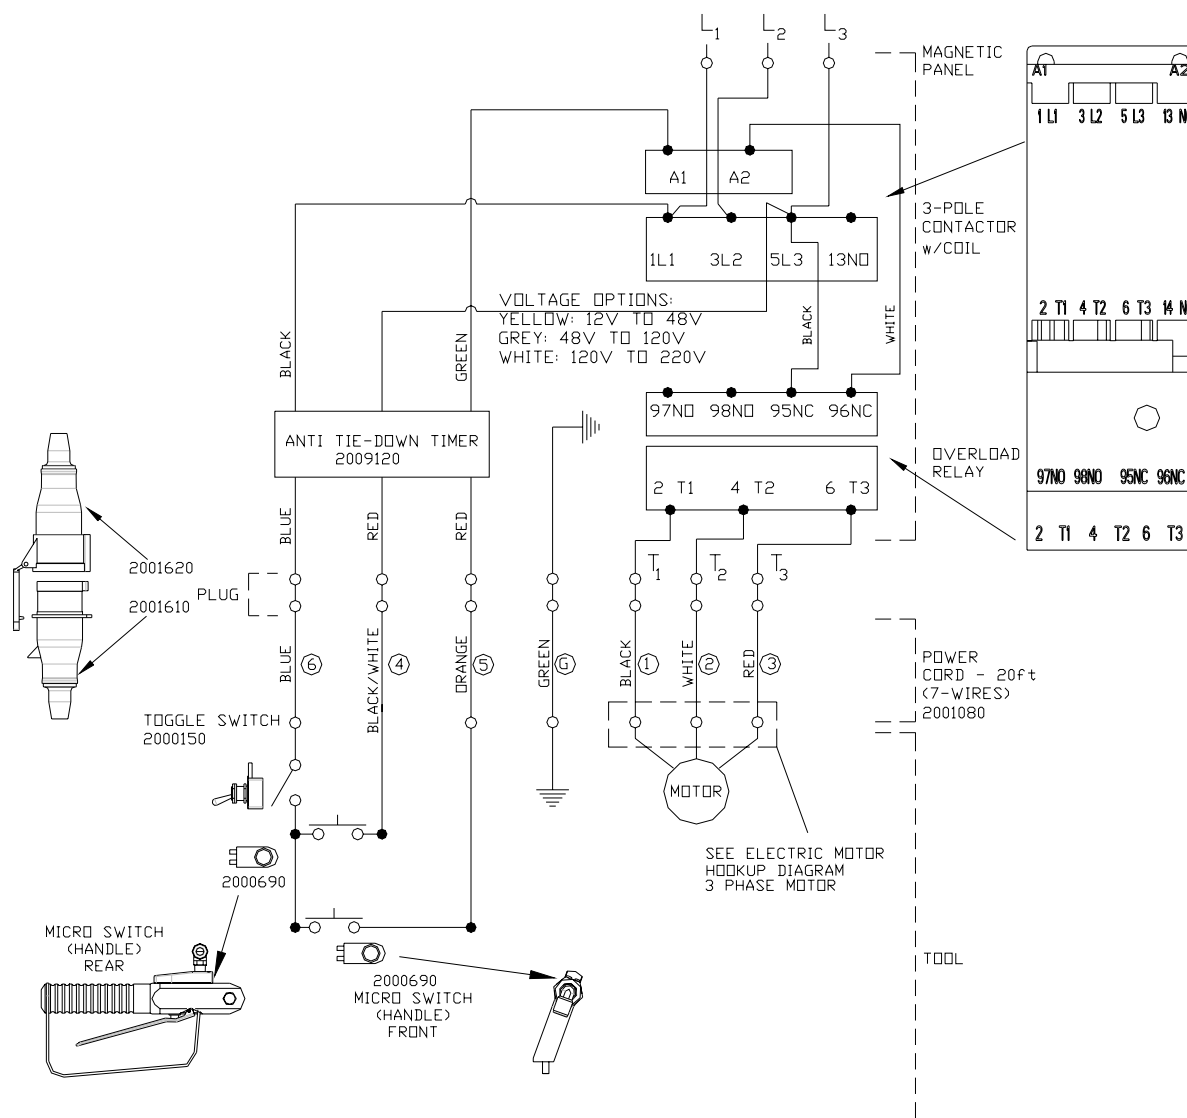 L1 L2 L3
MAGNETIC
PANEL
A1 A2
1 L1 3 L2 5 L3 13 N
A1 A2
3-POLE
CONTACTOR
w/COIL
1L1 3L2 5L3 13NO
VOLTAGE OPTIONS:
YELLOW: 12V TO 48V
GREY: 48V TO 120V
WHITE: 120V TO 220V
BLACK
GREEN
BLACK
WHITE
2 T1 4 T2 6 T3 14 N
97NO 98NO 95NC 96NC
ANTI TIE-DOWN TIMER
2009120
OVERLOAD
RELAY
97NO 98NO 95NC 96NC
2 T1 4 T2 6 T3
BLUE
RED
RED
2 T1 4 T2 6 T3
T1 T2 T3
2001620
PLUG
2001610
BLUE 6
BLACK/WHITE 4
ORANGE 5
GREEN G
BLACK 1
WHITE 2
RED 3
POWER
CORD - 20ft
(7-WIRES)
2001080
TOGGLE SWITCH
2000150
MOTOR
SEE ELECTRIC MOTOR
HOOKUP DIAGRAM
3 PHASE MOTOR
2000690
MICRO SWITCH
(HANDLE)
REAR
TOOL
2000690
MICRO SWITCH
(HANDLE)
FRONT